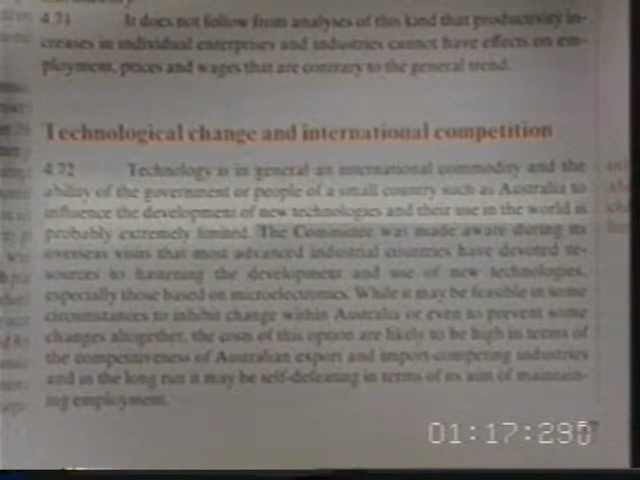 4.71 It does not follow from analyses of this kind that productivity in-
creases in individual enterprises and industries cannot have effects on em-
ployment, prices and wages that are contrary to the general trend.
Technological change and international competition
4.72 Technology is in general an international commodity and the
ability of the government or people of a small country such as Australia to
influence the development of new technologies and their use in the world is
probably extremely limited. The Committee was made aware during its
overseas visits that most advanced industrial countries have devoted re-
sources to hastening the development and use of new technologies,
especially those based on microelectronics. While it may be feasible in some
circumstances to inhibit change within Australia or even to prevent some
changes altogether, the costs of this option are likely to be high in terms of
the competitiveness of Australian export and import-competing industries
and in the long run it may be self-defeating in terms of its aim of maintain-
ing employment.
01:17:29